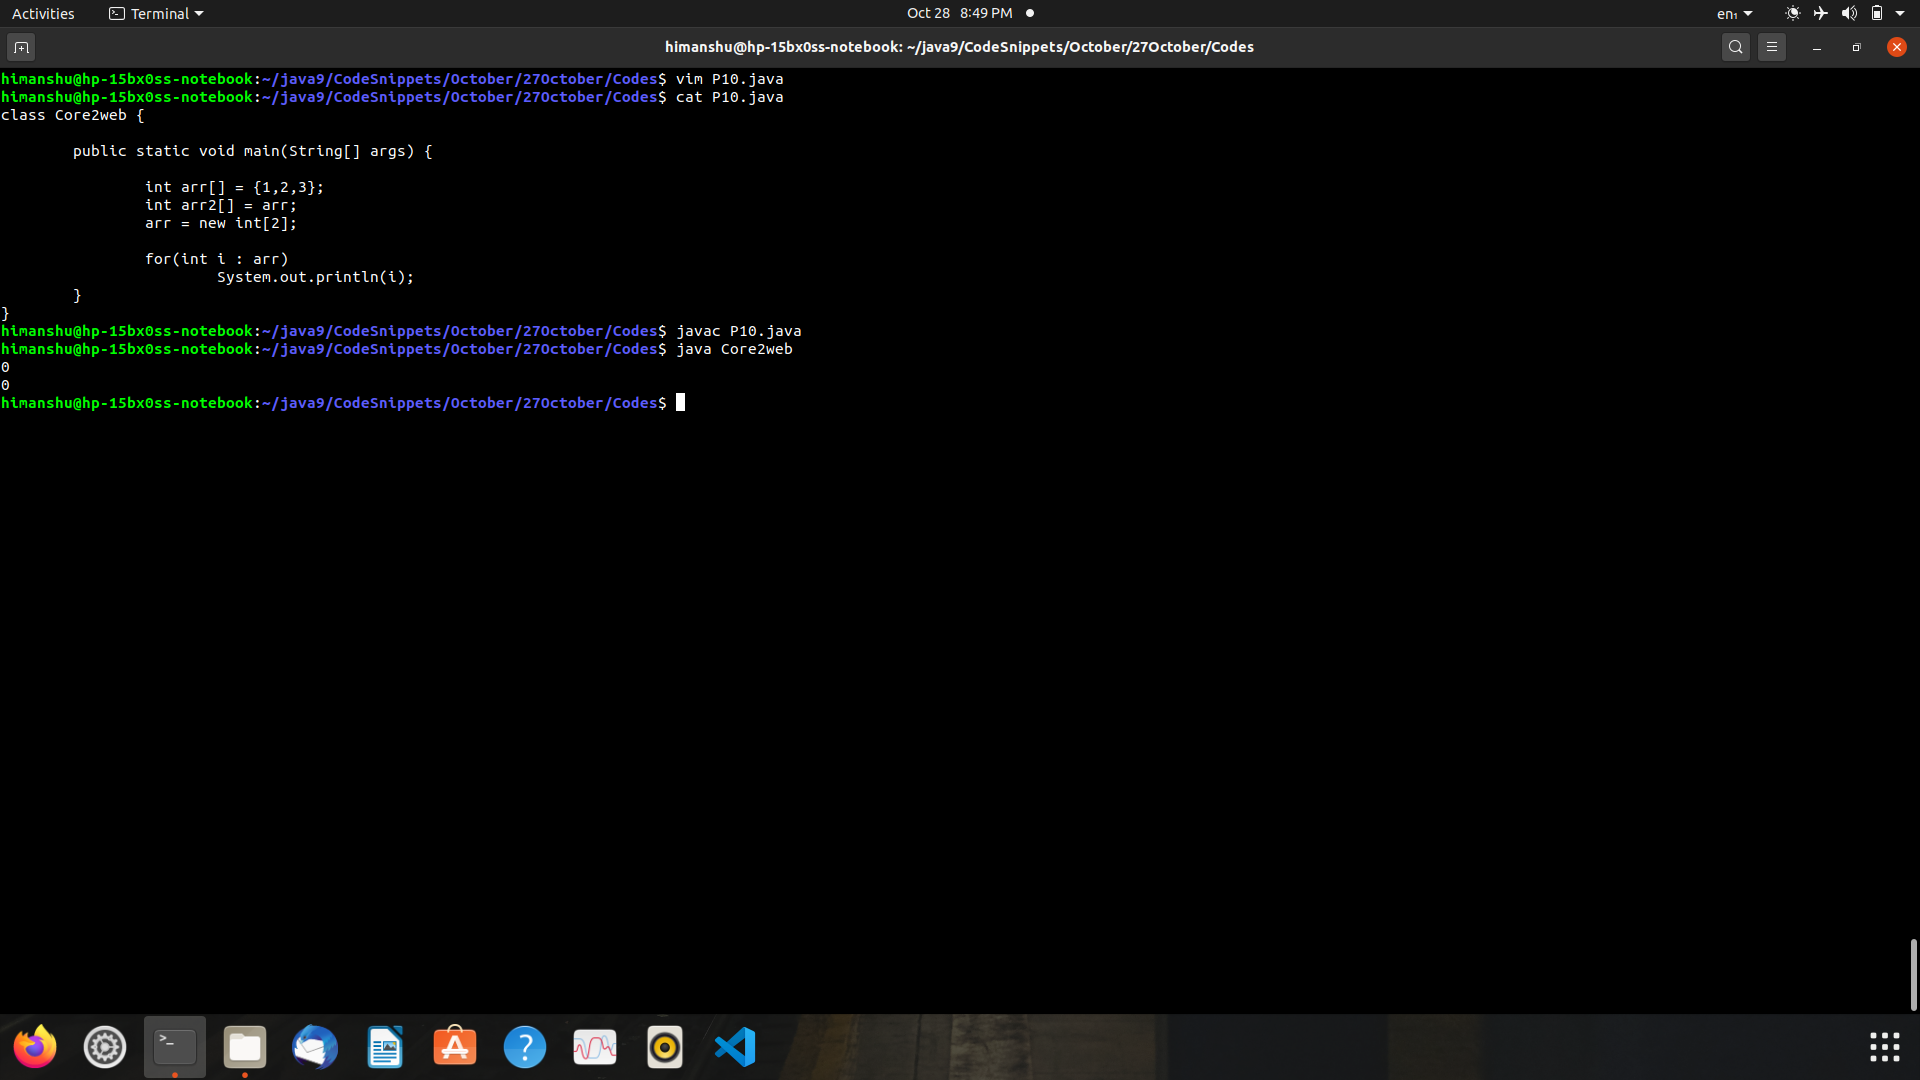 Activities Terminal Oct 28 8:49 PM en₁
himanshu@hp-15bx0ss-notebook: ~/java9/CodeSnippets/October/27October/Codes
himanshu@hp-15bx0ss-notebook:~/java9/CodeSnippets/October/27October/Codes$ vim P10.java
himanshu@hp-15bx0ss-notebook:~/java9/CodeSnippets/October/27October/Codes$ cat P10.java
class Core2web {
public static void main(String[] args) {
int arr[] = {1,2,3};
int arr2[] = arr;
arr = new int[2];
for(int i : arr)
System.out.println(i);
}
}
himanshu@hp-15bx0ss-notebook:~/java9/CodeSnippets/October/27October/Codes$ javac P10.java
himanshu@hp-15bx0ss-notebook:~/java9/CodeSnippets/October/27October/Codes$ java Core2web
0
0
himanshu@hp-15bx0ss-notebook:~/java9/CodeSnippets/October/27October/Codes$